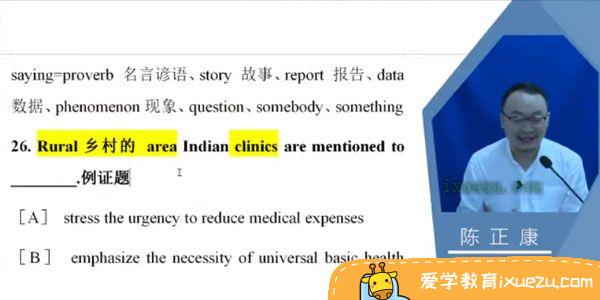 saying=proverb 名言谚语、story 故事、report 报告、data
数据、phenomenon 现象、question、somebody、something
26. Rural 乡村的 area Indian clinics are mentioned to
________.例证题
［A］ stress the urgency to reduce medical expenses
［B］ emphasize the necessity of universal basic health
ixuezu.com
陈正康
爱学教育ixuezu.com